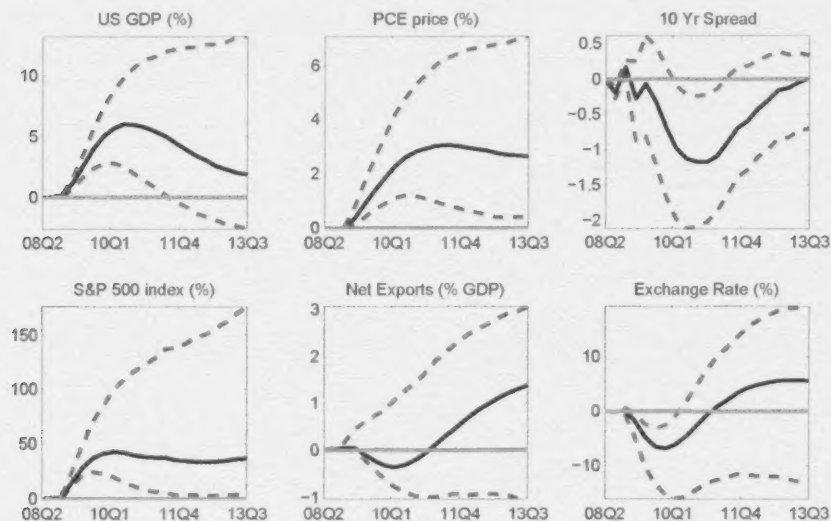 US GDP (%) PCE price (%) 10 Yr Spread
10 6 0.5
5 4 0
0 2 −0.5
0 −1
−1.5
−2
08Q2 10Q1 11Q4 13Q3 08Q2 10Q1 11Q4 13Q3 08Q2 10Q1 11Q4 13Q3
S&P 500 index (%) Net Exports (% GDP) Exchange Rate (%)
150 3 10
100 2 0
50 1 −10
0 0
−1
08Q2 10Q1 11Q4 13Q3 08Q2 10Q1 11Q4 13Q3 08Q2 10Q1 11Q4 13Q3